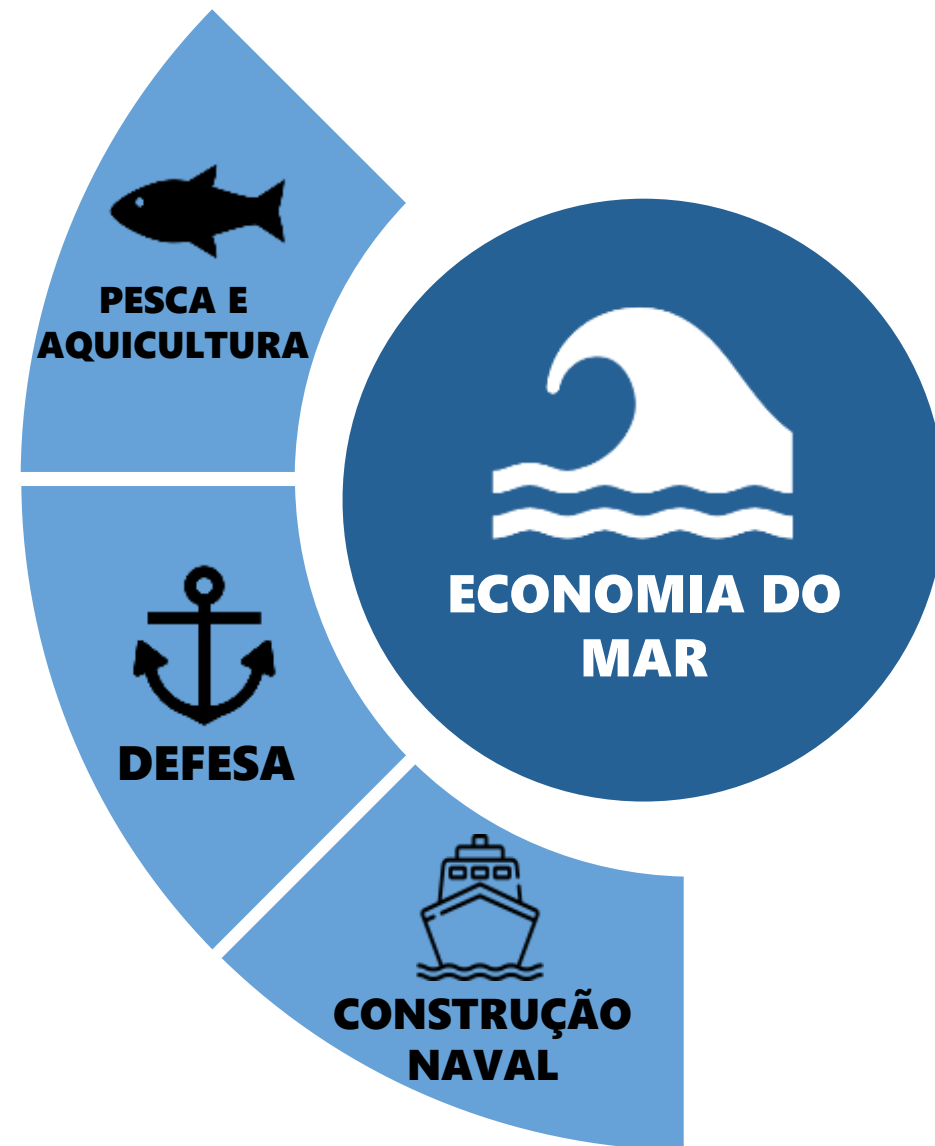 PESCA E
AQUICULTURA
ECONOMIA DO
MAR
DEFESA
CONSTRUÇÃO
NAVAL